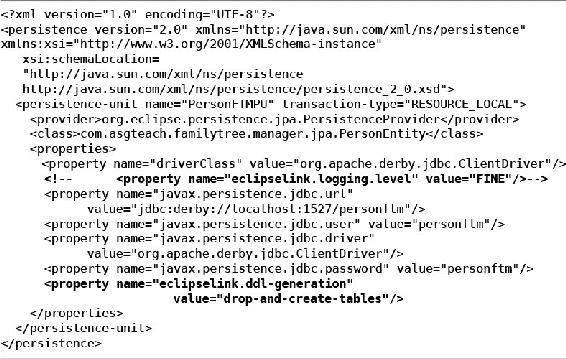 <?xml version="1.0" encoding="UTF-8"?>
<persistence version="2.0" xmlns="http://java.sun.com/xml/ns/persistence"
xmlns:xsi="http://www.w3.org/2001/XMLSchema-instance"
xsi:schemaLocation=
"http://java.sun.com/xml/ns/persistence
http://java.sun.com/xml/ns/persistence/persistence_2_0.xsd">
<persistence-unit name="PersonFTMPU" transaction-type="RESOURCE_LOCAL">
<provider>org.eclipse.persistence.jpa.PersistenceProvider</provider>
<class>com.asgteach.familytree.manager.jpa.PersonEntity</class>
<properties>
<property name="driverClass" value="org.apache.derby.jdbc.ClientDriver"/>
<!-- <property name="eclipselink.logging.level" value="FINE"/>-->
<property name="javax.persistence.jdbc.url"
value="jdbc:derby://localhost:1527/personftm"/>
<property name="javax.persistence.jdbc.user" value="personftm"/>
<property name="javax.persistence.jdbc.driver"
value="org.apache.derby.jdbc.ClientDriver"/>
<property name="javax.persistence.jdbc.password" value="personftm"/>
<property name="eclipselink.ddl-generation"
value="drop-and-create-tables"/>
</properties>
</persistence-unit>
</persistence>